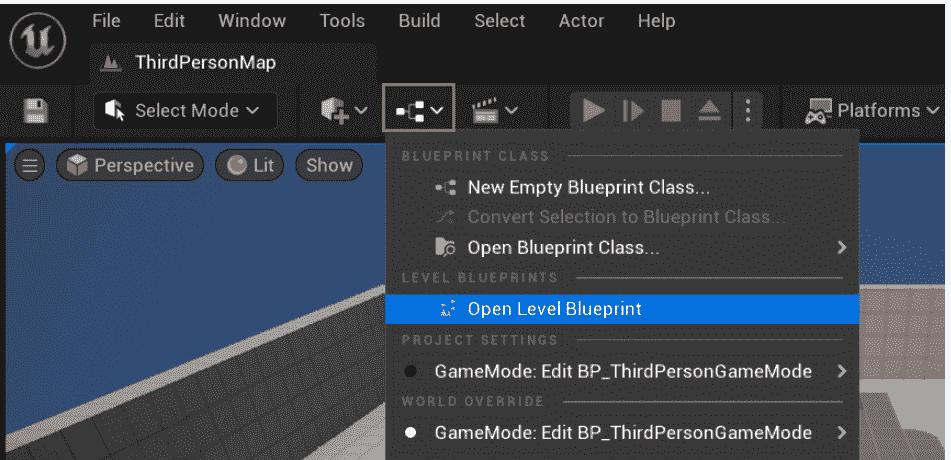 File Edit Window Tools Build Select Actor Help
ThirdPersonMap
Select Mode Platforms
Perspective Lit Show
BLUEPRINT CLASS
New Empty Blueprint Class...
Convert Selection to Blueprint Class...
Open Blueprint Class...
LEVEL BLUEPRINTS
Open Level Blueprint
PROJECT SETTINGS
GameMode: Edit BP_ThirdPersonGameMode
WORLD OVERRIDE
GameMode: Edit BP_ThirdPersonGameMode